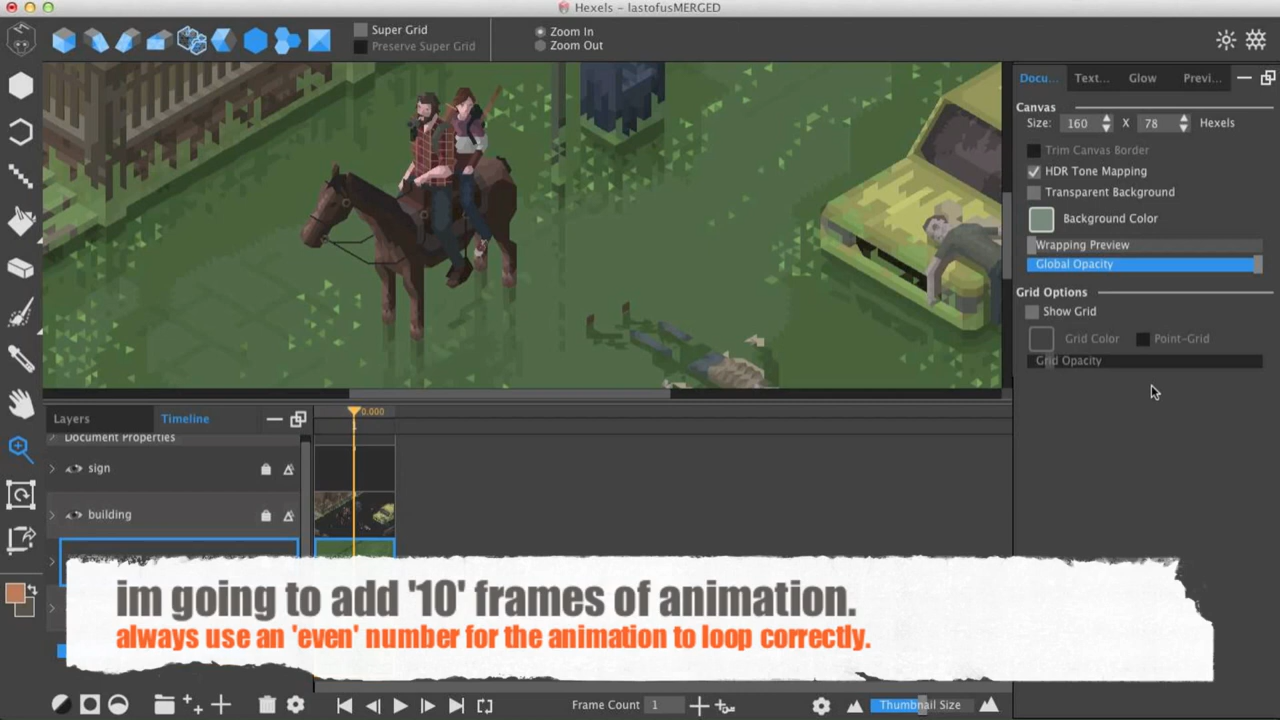 Hexels - lastofusMERGED
Super Grid
Preserve Super Grid
Zoom In
Zoom Out
Docu...
Text...
Glow
Previ...
Canvas
Size: 160 X 78 Hexels
Trim Canvas Border
HDR Tone Mapping
Transparent Background
Background Color
Wrapping Preview
Global Opacity
Grid Options
Show Grid
Grid Color
Point-Grid
Grid Opacity
Layers
Timeline
0.000
Document Properties
sign
building
im going to add '10' frames of animation.
always use an 'even' number for the animation to loop correctly.
Frame Count 1
Thumbnail Size